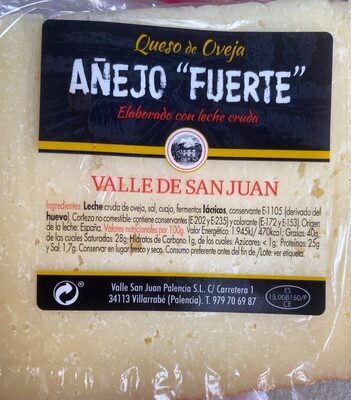 Queso de Oveja
AÑEJO "FUERTE"
Elaborado con leche cruda
VALLE DE SAN JUAN
Ingredientes: Leche cruda de oveja, sal, cuajo, fermentos lácticos, conservante E-1105 (derivado del
huevo). Corteza no comestible contiene conservantes (E-202 y E-235) y colorante (E-172 y E-153). Origen
de la leche: España. Valores nutricionales por 100g. Valor Energético: 1.945kj/ 470kcal; Grasas 40g,
de las cuales Saturadas: 28g; Hidratos de Carbono: 1g, de los cuales: Azúcares: < 1g; Proteínas: 25g
y Sal: 1,7g. Conservar en lugar fresco y seco. Consumo preferente antes del fin de /Lote: ver etiqueta.
Valle San Juan Palencia S.L. C/ Carretera 1
34113 Villarrabé (Palencia). T. 979 70 69 87
ES
15.008150/P
CE